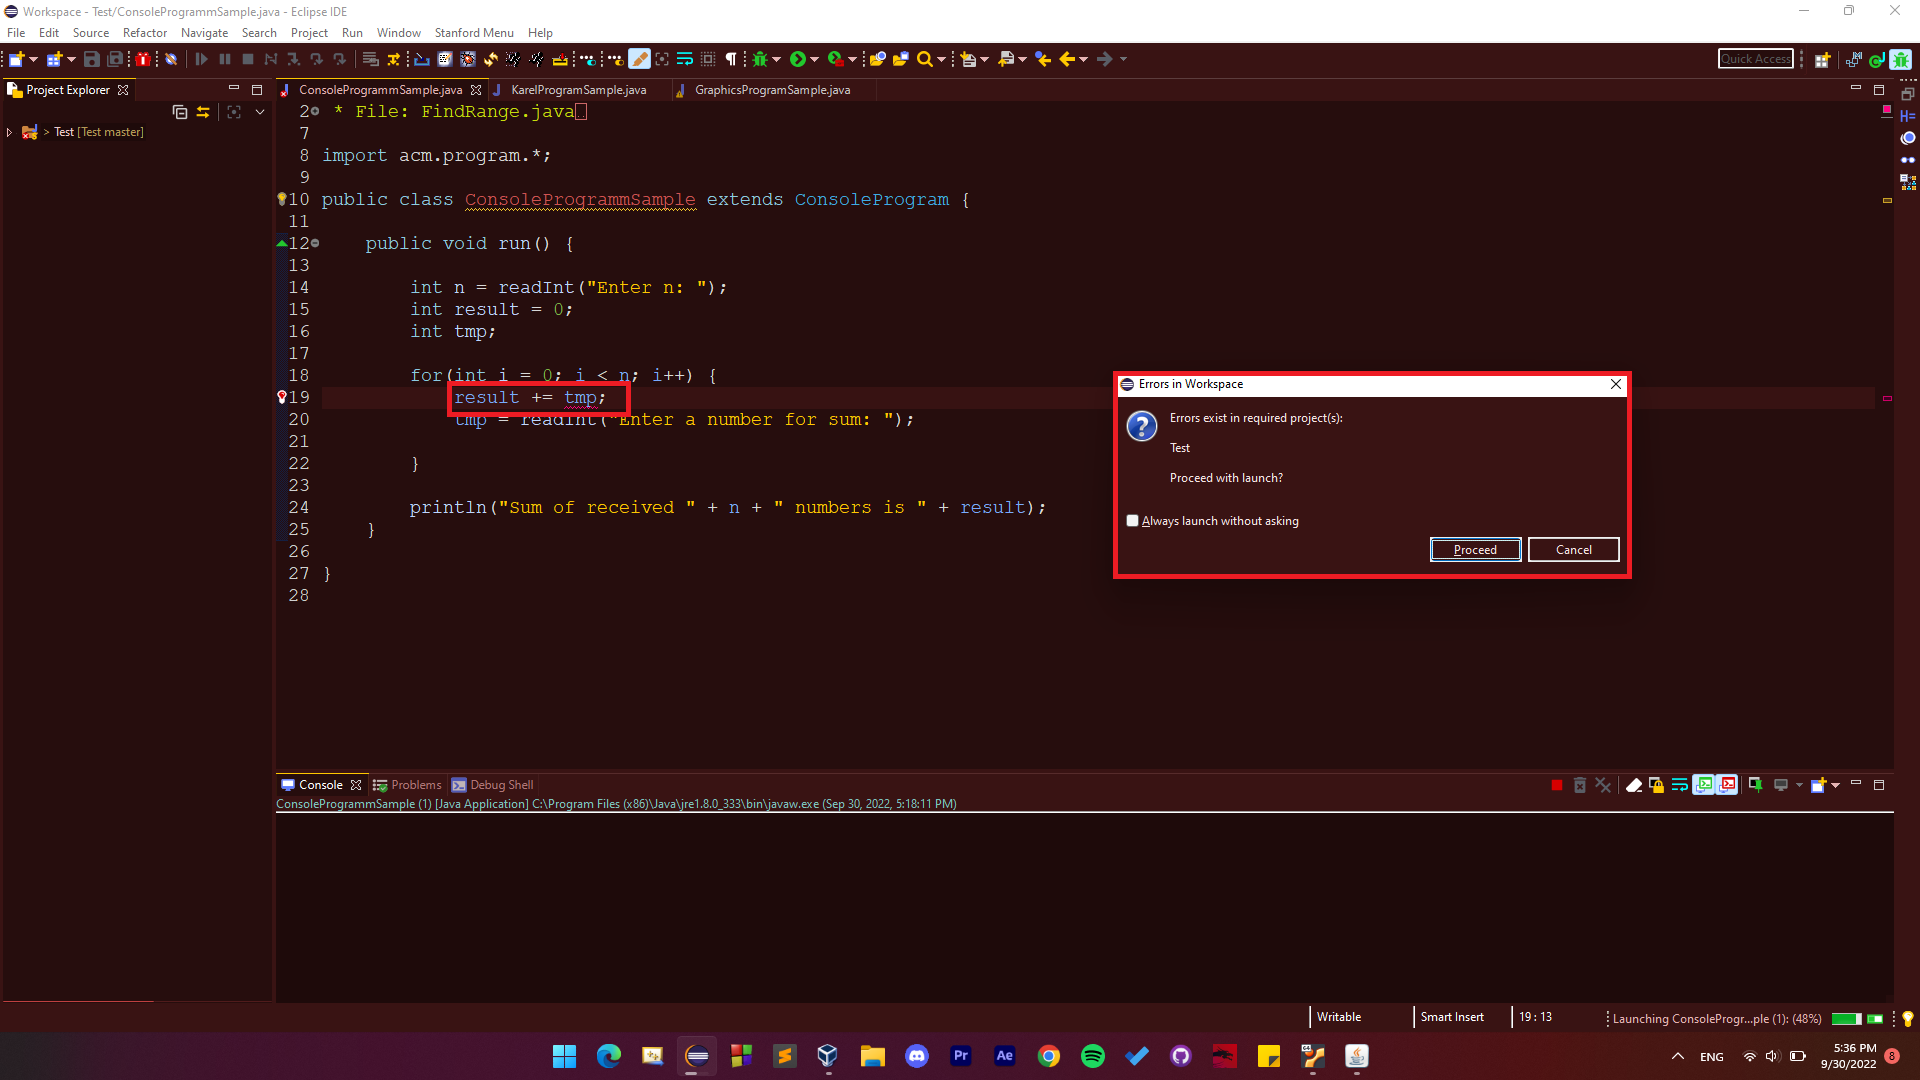 Workspace - Test/ConsoleProgrammSample.java - Eclipse IDE
File Edit Source Refactor Navigate Search Project Run Window Stanford Menu Help
Quick Access
Project Explorer
> Test [Test master]
ConsoleProgrammSample.java KarelProgramSample.java GraphicsProgramSample.java
2 * File: FindRange.java
7
8 import acm.program.*;
9
10 public class ConsoleProgrammSample extends ConsoleProgram {
11
12 public void run() {
13
14 int n = readInt("Enter n: ");
15 int result = 0;
16 int tmp;
17
18 for(int i = 0; i < n; i++) {
19 result += tmp;
20 tmp = readInt("Enter a number for sum: ");
21
22 }
23
24 println("Sum of received " + n + " numbers is " + result);
25 }
26
27 }
28
Errors in Workspace
Errors exist in required project(s):
Test
Proceed with launch?
Always launch without asking
Proceed Cancel
Console Problems Debug Shell
ConsoleProgrammSample (1) [Java Application] C:\Program Files (x86)\Java\jre1.8.0_333\bin\javaw.exe (Sep 30, 2022, 5:18:11 PM)
Writable Smart Insert 19 : 13 Launching ConsoleProgr...ple (1): (48%)
Pr Ae
ENG
5:36 PM
9/30/2022
8